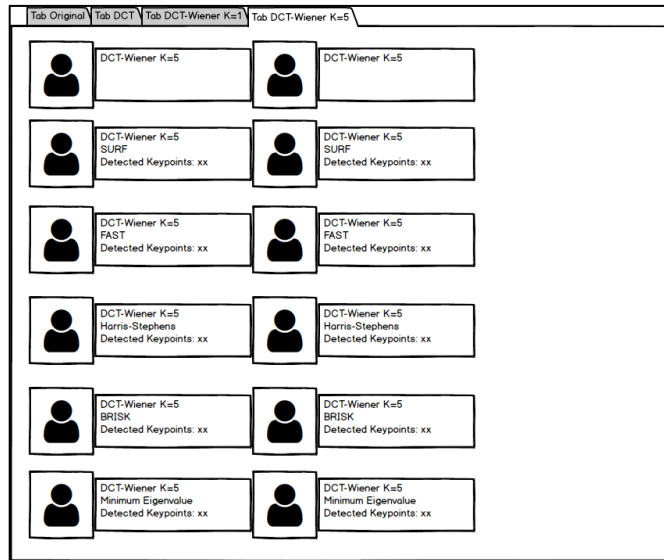 Tab Original Tab DCT Tab DCT-Wiener K=1 Tab DCT-Wiener K=5
DCT-Wiener K=5
DCT-Wiener K=5
DCT-Wiener K=5
SURF
Detected Keypoints: xx
DCT-Wiener K=5
SURF
Detected Keypoints: xx
DCT-Wiener K=5
FAST
Detected Keypoints: xx
DCT-Wiener K=5
FAST
Detected Keypoints: xx
DCT-Wiener K=5
Harris-Stephens
Detected Keypoints: xx
DCT-Wiener K=5
Harris-Stephens
Detected Keypoints: xx
DCT-Wiener K=5
BRISK
Detected Keypoints: xx
DCT-Wiener K=5
BRISK
Detected Keypoints: xx
DCT-Wiener K=5
Minimum Eigenvalue
Detected Keypoints: xx
DCT-Wiener K=5
Minimum Eigenvalue
Detected Keypoints: xx